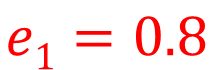 e₁ = 0.8